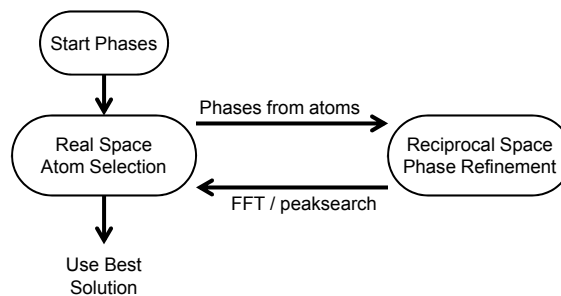 Start Phases
Phases from atoms
Real Space
Atom Selection
Reciprocal Space
Phase Refinement
FFT / peaksearch
Use Best
Solution